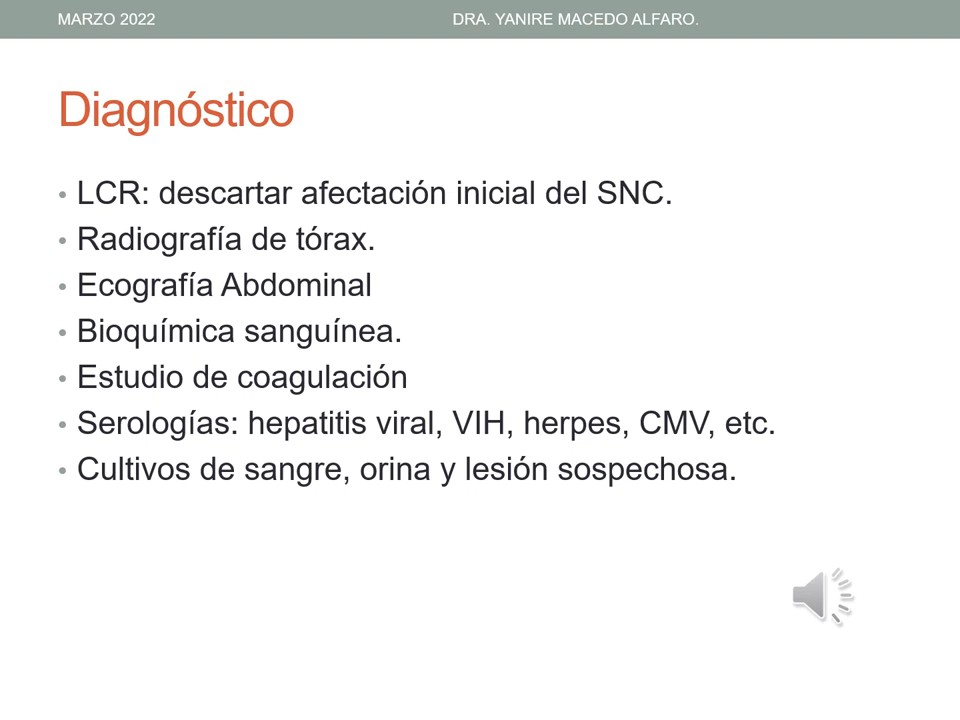 MARZO 2022 DRA. YANIRE MACEDO ALFARO.
Diagnóstico
• LCR: descartar afectación inicial del SNC.
• Radiografía de tórax.
• Ecografía Abdominal
• Bioquímica sanguínea.
• Estudio de coagulación
• Serologías: hepatitis viral, VIH, herpes, CMV, etc.
• Cultivos de sangre, orina y lesión sospechosa.